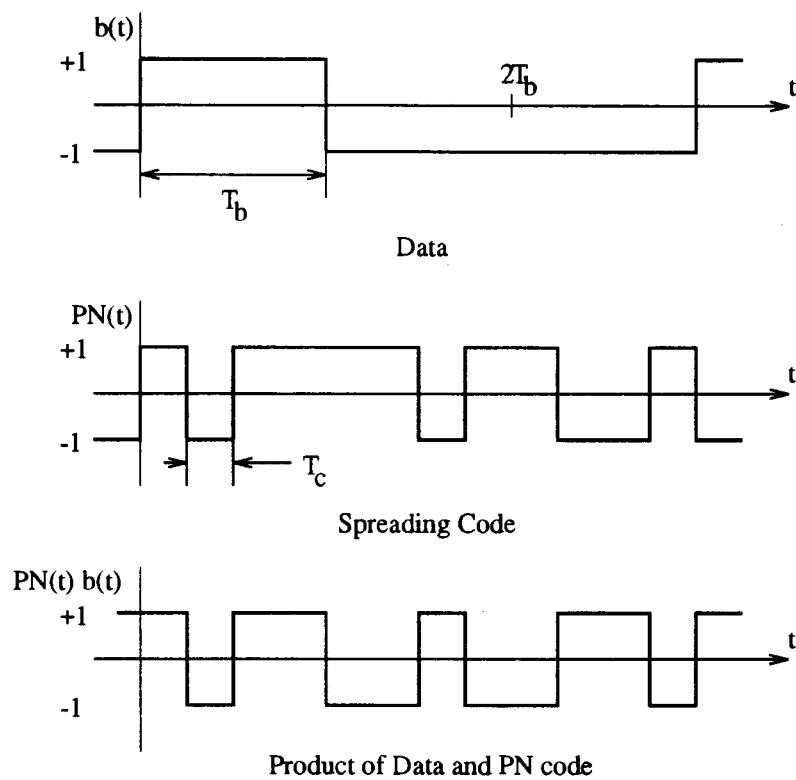 b(t)
+1
2T_b
t
-1
T_b
Data
PN(t)
+1
t
-1
T_c
Spreading Code
PN(t) b(t)
+1
t
-1
Product of Data and PN code